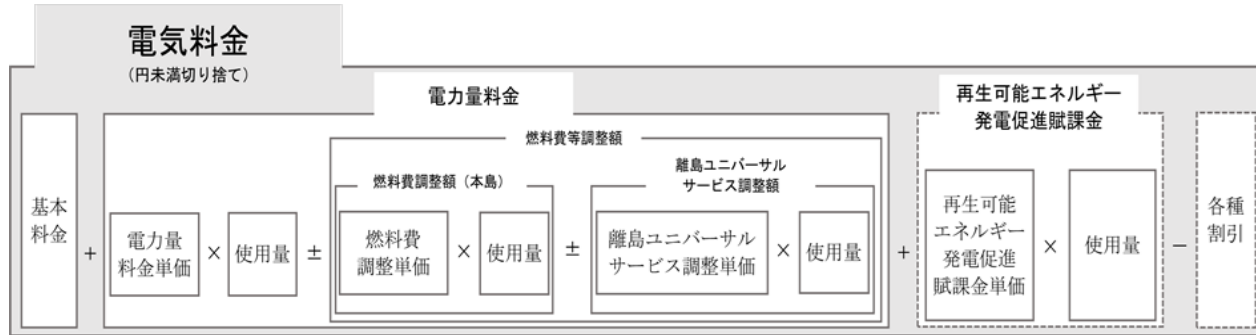 電気料金
(円未満切り捨て)
電力量料金
再生可能エネルギー
発電促進賦課金
燃料費等調整額
燃料費調整額(本島)
離島ユニバーサル
サービス調整額
基本
料金
+
電力量
料金単価
×
使用量
±
燃料費
調整単価
×
使用量
±
離島ユニバーサル
サービス調整単価
×
使用量
+
再生可能
エネルギー
発電促進
賦課金単価
×
使用量
−
各種
割引